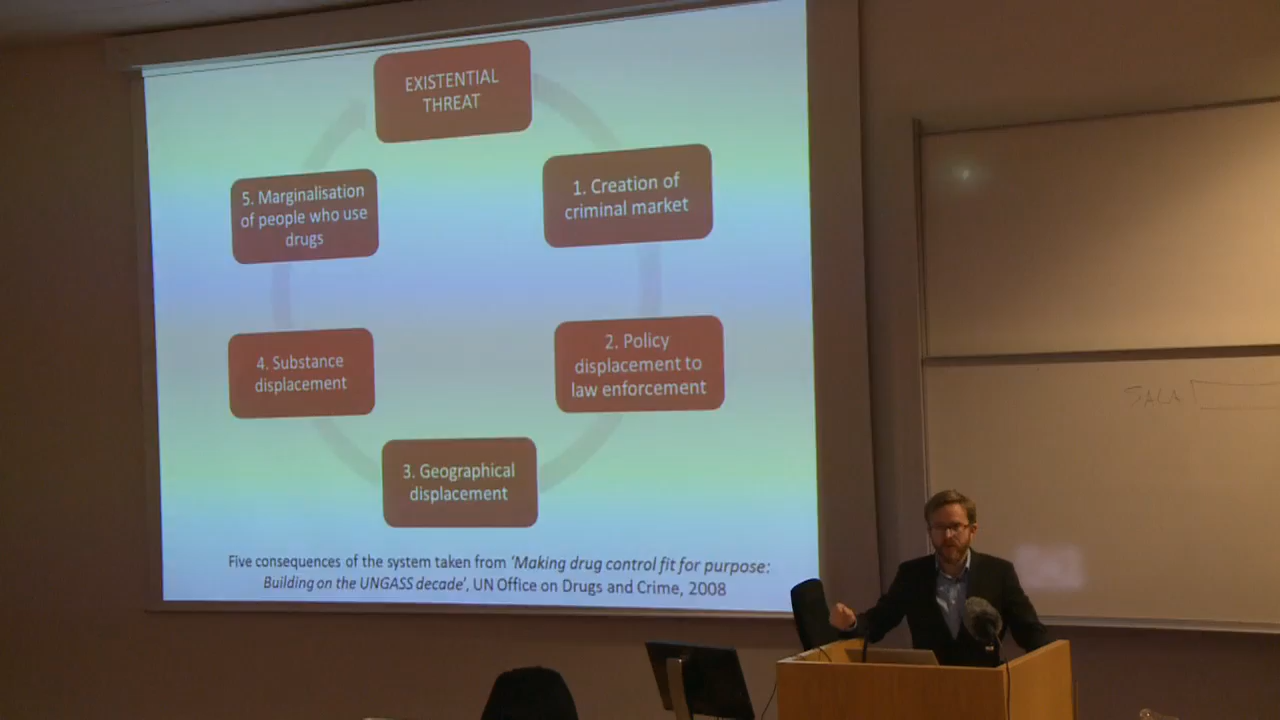 EXISTENTIAL
THREAT
1. Creation of
criminal market
2. Policy
displacement to
law enforcement
3. Geographical
displacement
4. Substance
displacement
5. Marginalisation
of people who use
drugs
Five consequences of the system taken from 'Making drug control fit for purpose:
Building on the UNGASS decade', UN Office on Drugs and Crime, 2008
SALA